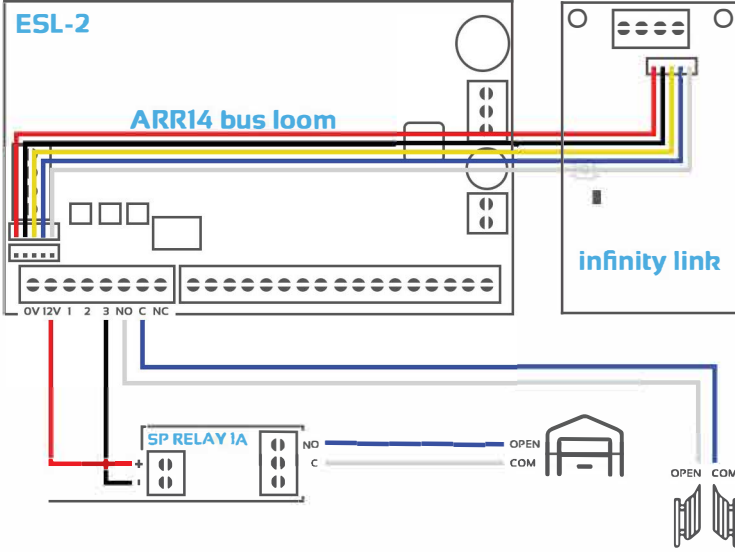 ESL-2
ARR14 bus loom
infinity link
0V 12V 1 2 3 NO C NC
SP RELAY 1A
NO
C
+
-
OPEN
COM
OPEN COM